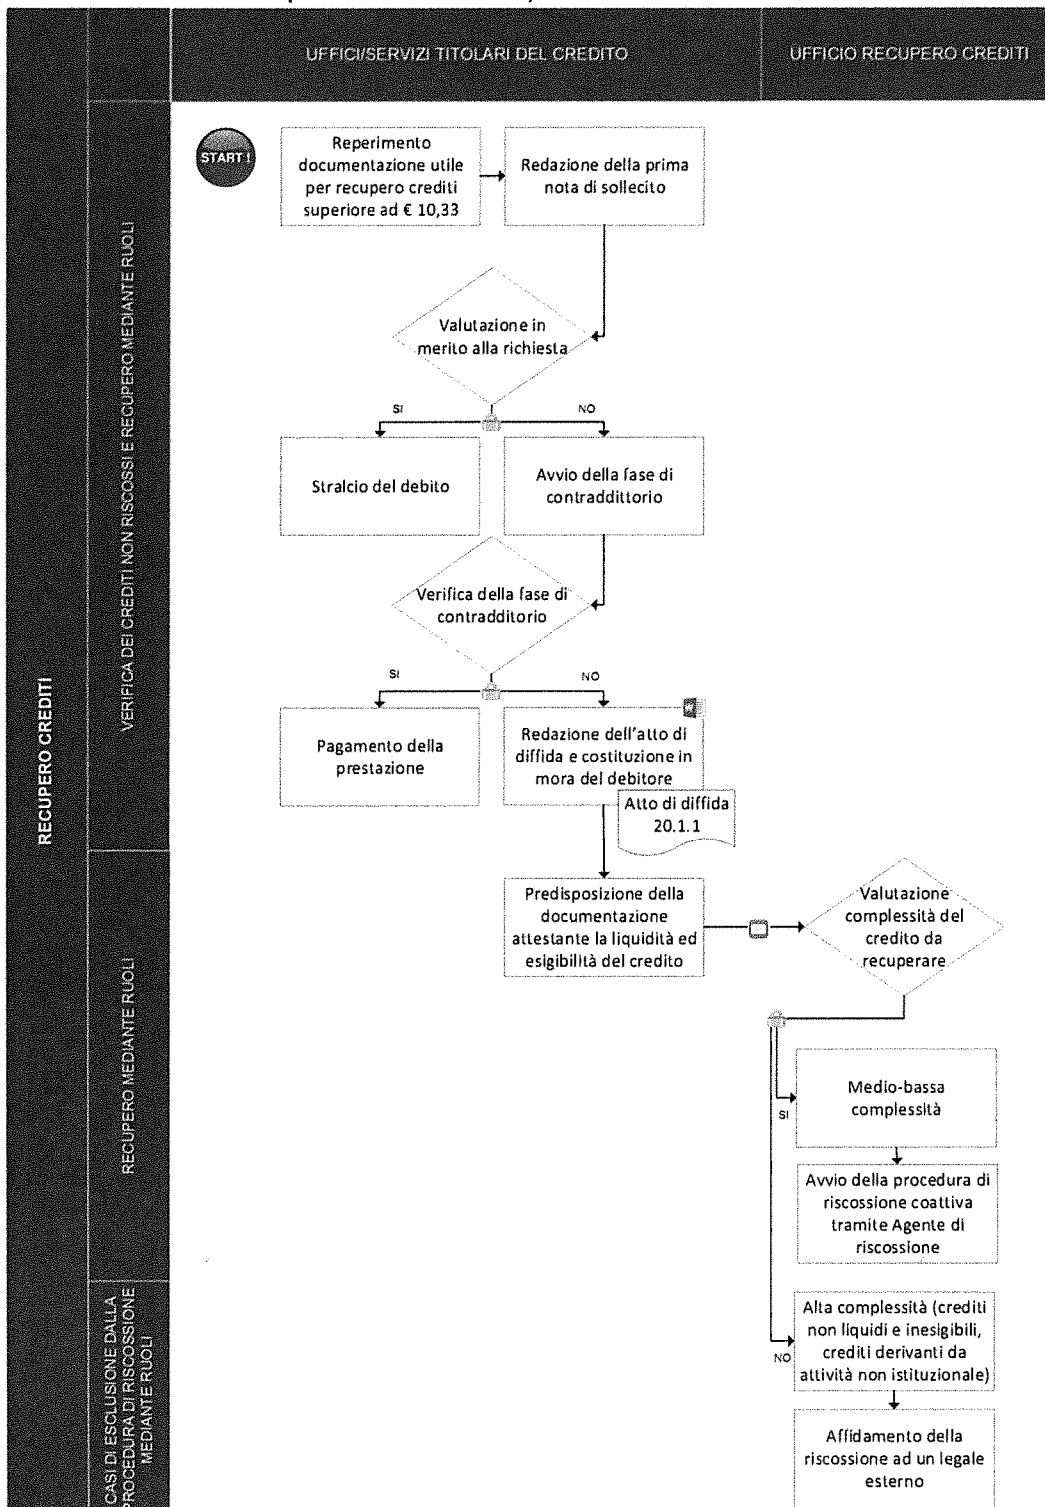 UFFICI/SERVIZI TITOLARI DEL CREDITO
UFFICIO RECUPERO CREDITI
RECUPERO CREDITI
VERIFICA DEI CREDITI NON RISCOSSI E RECUPERO MEDIANTE RUOLI
START !
Reperimento
documentazione utile
per recupero crediti
superiore ad € 10,33
Redazione della prima
nota di sollecito
Valutazione in
merito alla richiesta
SI
NO
Stralcio del debito
Avvio della fase di
contraddittorio
Verifica della fase di
contradditorio
SI
NO
Pagamento della
prestazione
Redazione dell'atto di
diffida e costituzione in
mora del debitore
Atto di diffida
20.1.1
RECUPERO MEDIANTE RUOLI
Predisposizione della
documentazione
attestante la liquidità ed
esigibilità del credito
Valutazione
complessità del
credito da
recuperare
SI
Medio-bassa
complessità
Avvio della procedura di
riscossione coattiva
tramite Agente di
riscossione
CASI DI ESCLUSIONE DALLA
PROCEDURA DI RISCOSSIONE
MEDIANTE RUOLI
NO
Alta complessità (crediti
non liquidi e inesigibili,
crediti derivanti da
attività non istituzionale)
Affidamento della
riscossione ad un legale
esterno